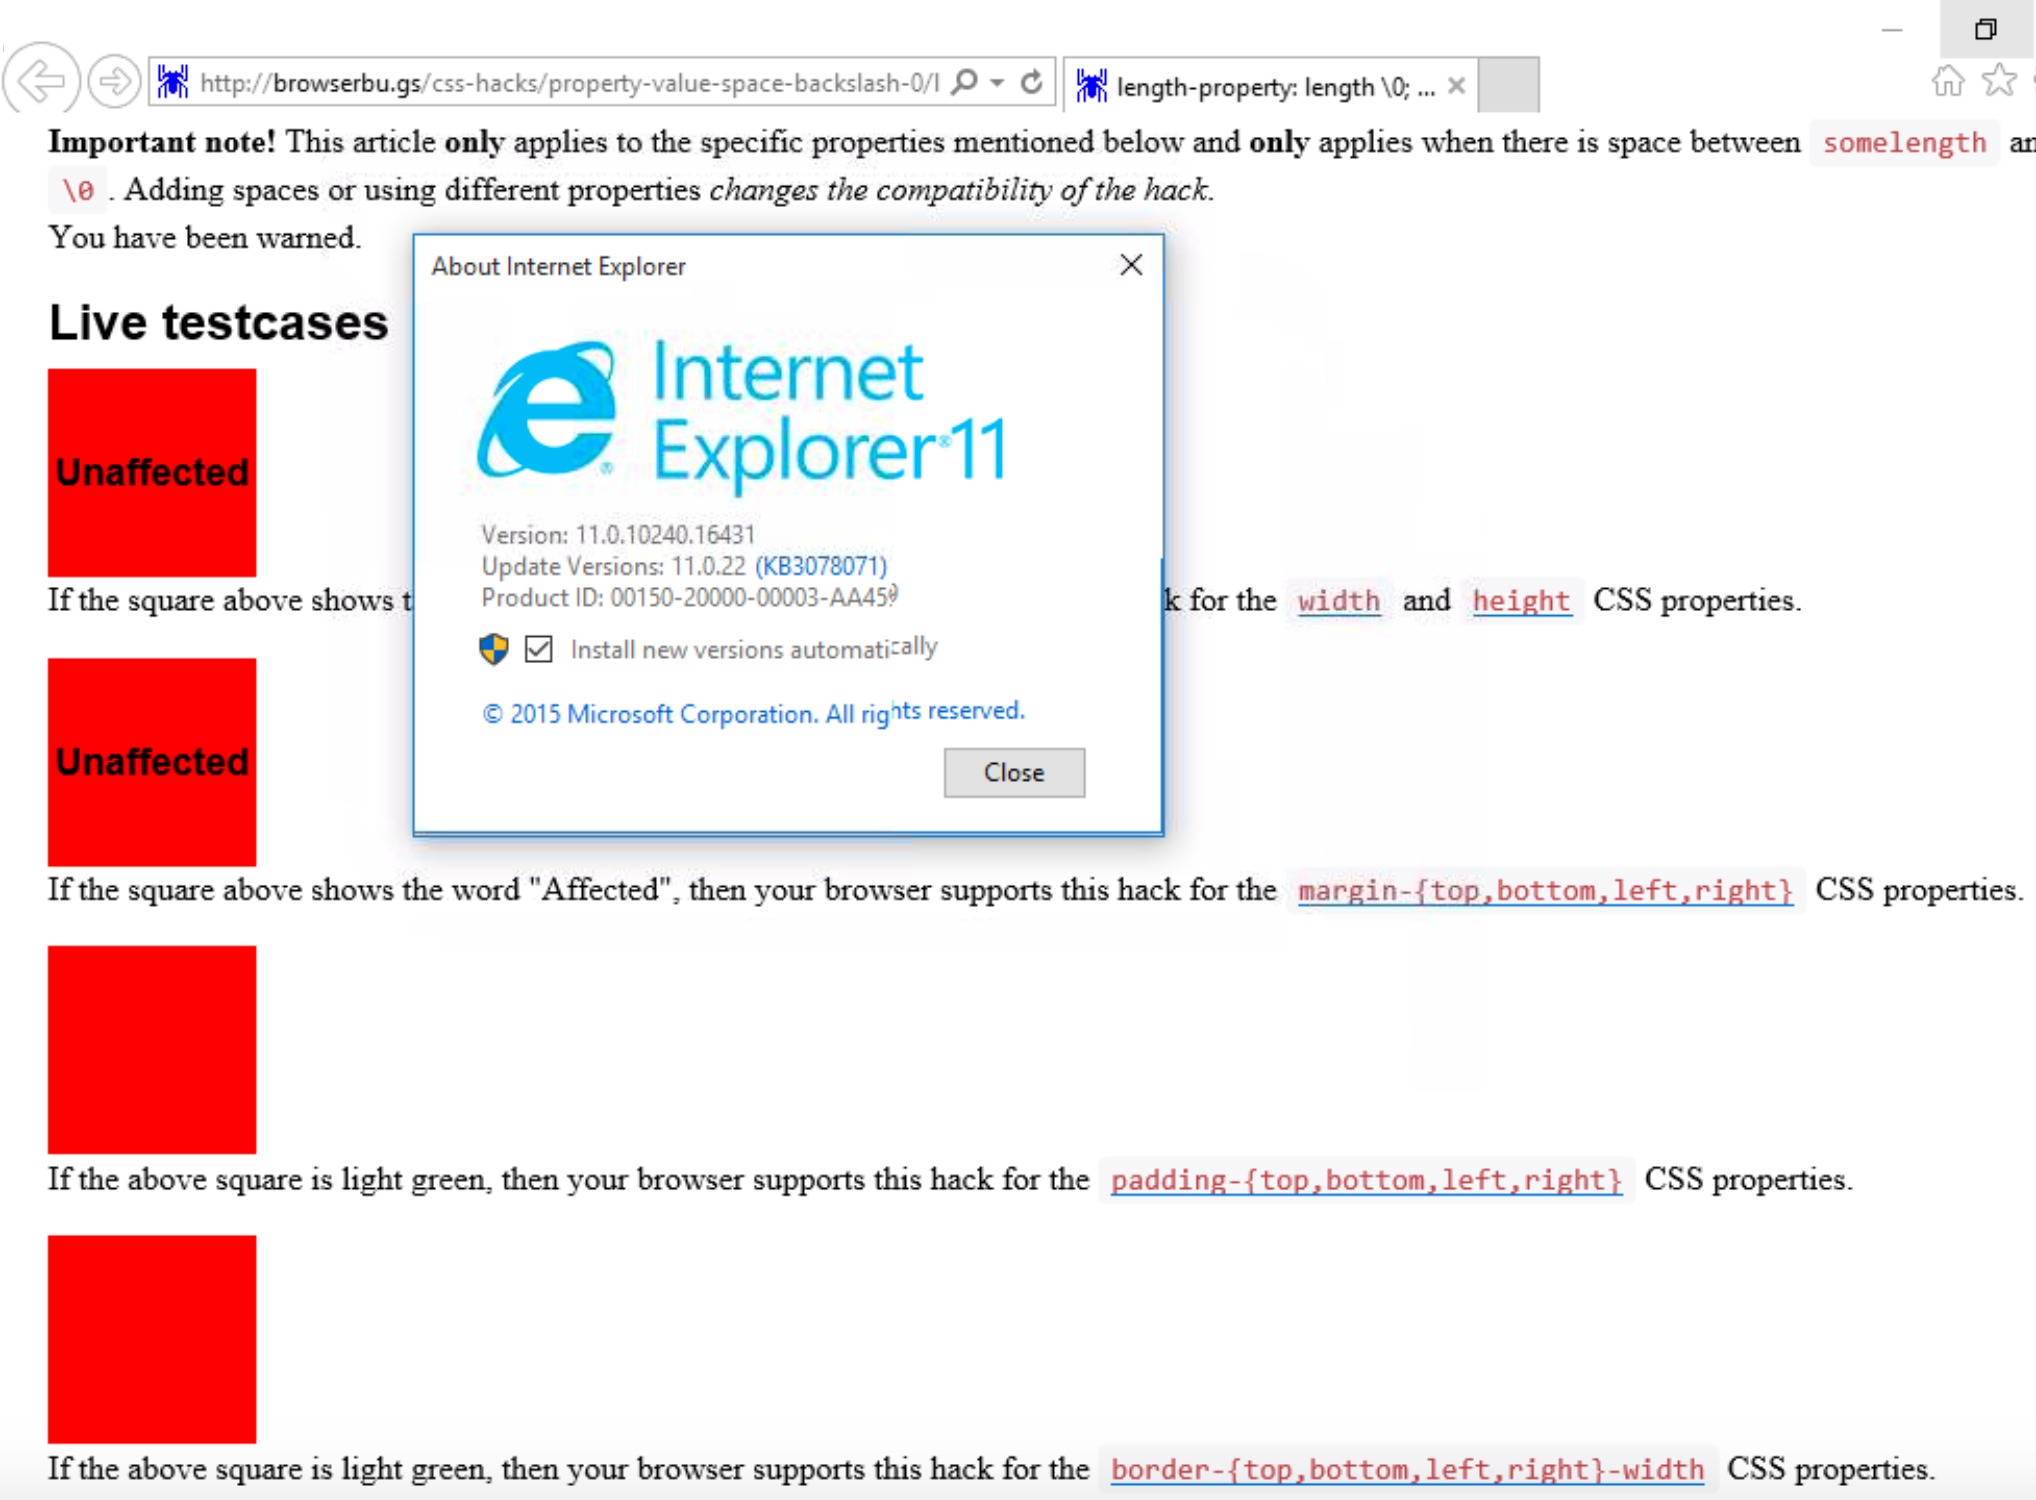 http://browserbu.gs/css-hacks/property-value-space-backslash-0/l
length-property: length \0; ...
Important note! This article only applies to the specific properties mentioned below and only applies when there is space between somelength an
\0 . Adding spaces or using different properties changes the compatibility of the hack.
You have been warned.
About Internet Explorer
Live testcases
Internet
Explorer®11
Unaffected
Version: 11.0.10240.16431
Update Versions: 11.0.22 (KB3078071)
Product ID: 00150-20000-00003-AA459
If the square above shows t
k for the width and height CSS properties.
Install new versions automatically
© 2015 Microsoft Corporation. All rights reserved.
Unaffected
Close
If the square above shows the word "Affected", then your browser supports this hack for the margin-{top,bottom,left,right} CSS properties.
If the above square is light green, then your browser supports this hack for the padding-{top,bottom,left,right} CSS properties.
If the above square is light green, then your browser supports this hack for the border-{top,bottom,left,right}-width CSS properties.